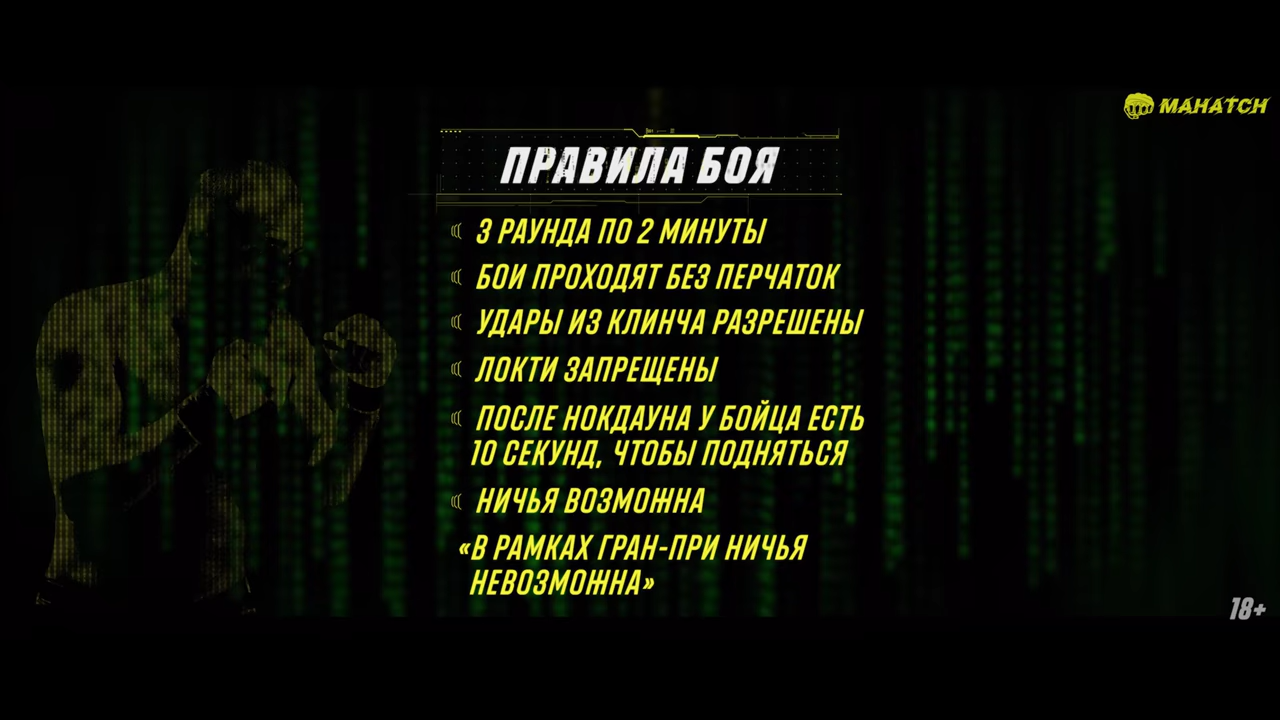 MAHATCH
ПРАВИЛА БОЯ
3 РАУНДА ПО 2 МИНУТЫ
БОИ ПРОХОДЯТ БЕЗ ПЕРЧАТОК
УДАРЫ ИЗ КЛИНЧА РАЗРЕШЕНЫ
ЛОКТИ ЗАПРЕЩЕНЫ
ПОСЛЕ НОКДАУНА У БОЙЦА ЕСТЬ
10 СЕКУНД, ЧТОБЫ ПОДНЯТЬСЯ
НИЧЬЯ ВОЗМОЖНА
«В РАМКАХ ГРАН-ПРИ НИЧЬЯ
НЕВОЗМОЖНА»
18+